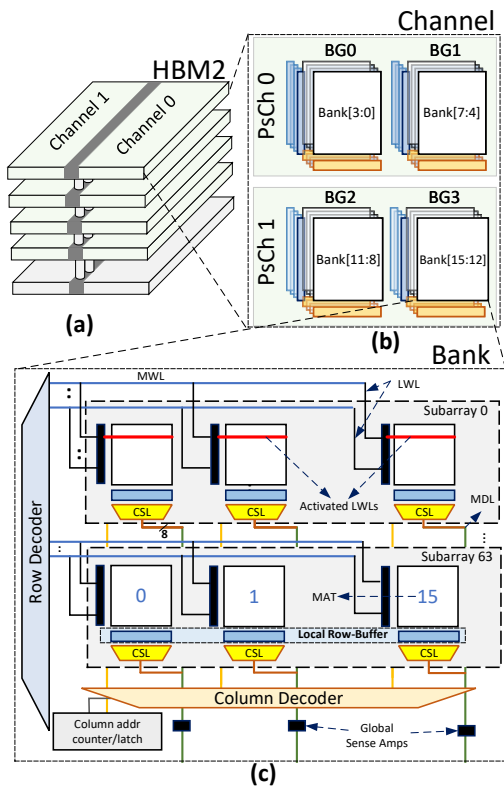 HBM2
Channel 1
Channel 0
(a)
Channel
BG0
BG1
PsCh 0
Bank[3:0]
Bank[7:4]
BG2
BG3
PsCh 1
Bank[11:8]
Bank[15:12]
(b)
Bank
MWL
LWL
Subarray 0
Activated LWLs
CSL
CSL
CSL
MDL
8
Row Decoder
Subarray 63
0
1
15
MAT
Local Row-Buffer
CSL
CSL
CSL
Column Decoder
Column addr
counter/latch
Global
Sense Amps
(c)